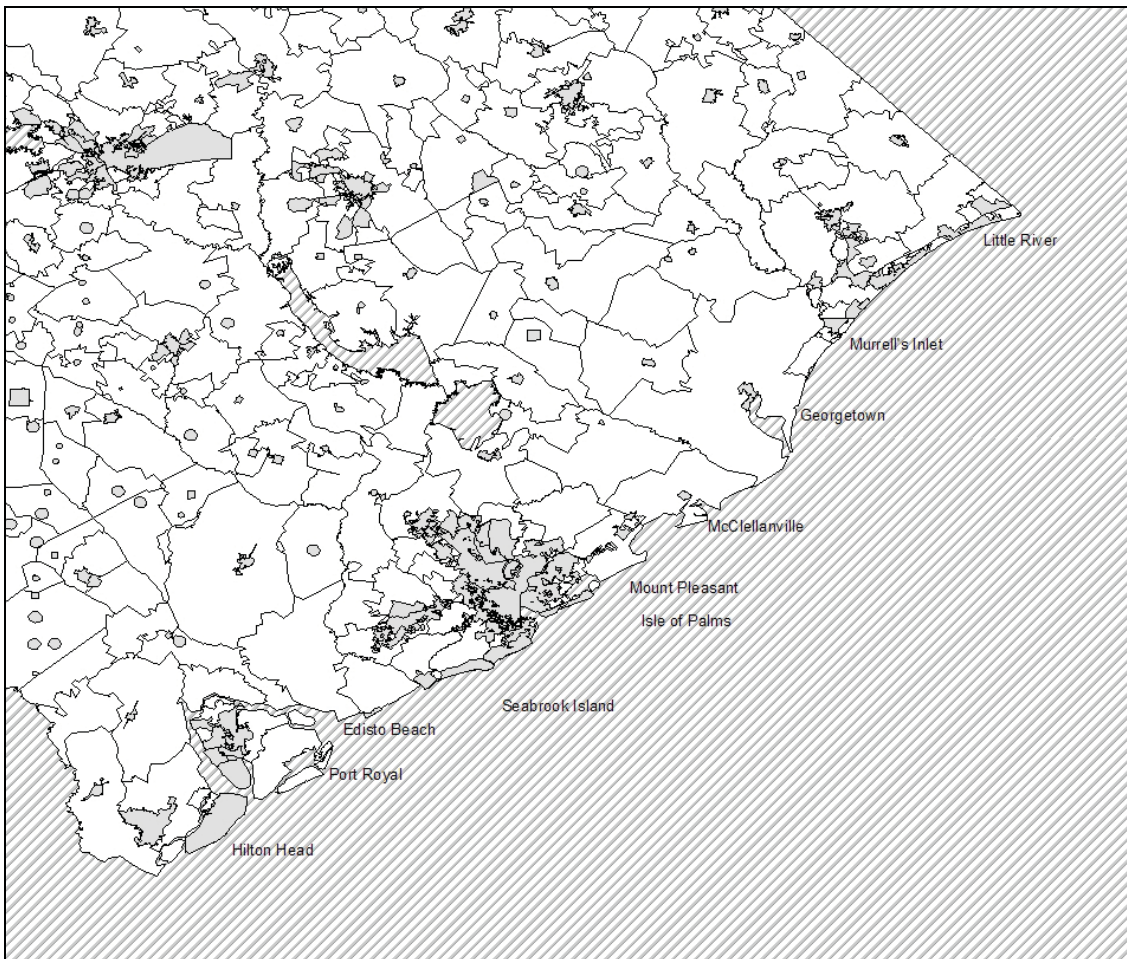 Little River
Murrell's Inlet
Georgetown
McClellanville
Mount Pleasant
Isle of Palms
Seabrook Island
Edisto Beach
Port Royal
Hilton Head